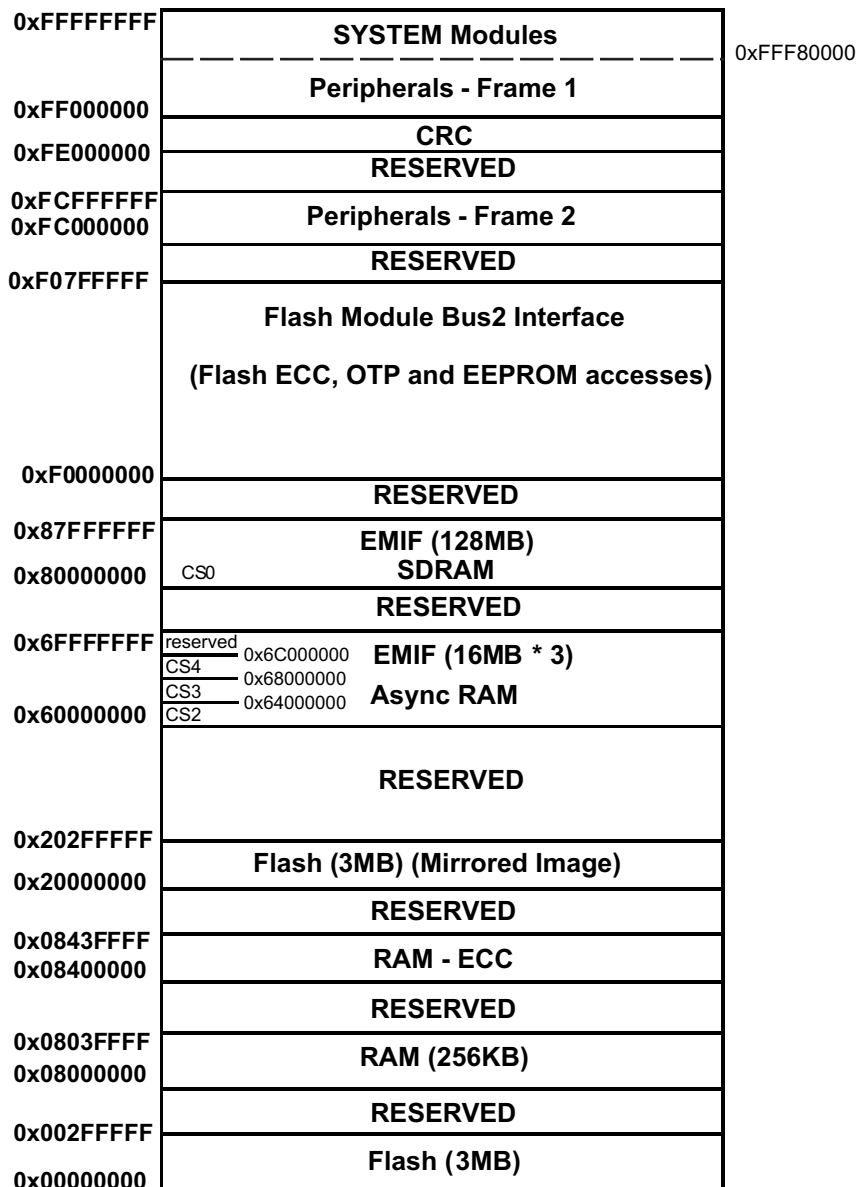 0xFFFFFFFF
SYSTEM Modules
0xFFF80000
Peripherals - Frame 1
0xFF000000
CRC
0xFE000000
RESERVED
0xFCFFFFFF
Peripherals - Frame 2
0xFC000000
RESERVED
0xF07FFFFF
Flash Module Bus2 Interface
(Flash ECC, OTP and EEPROM accesses)
0xF0000000
RESERVED
0x87FFFFFF
EMIF (128MB)
0x80000000
CS0
SDRAM
RESERVED
0x6FFFFFFF
reserved
0x6C000000
EMIF (16MB * 3)
CS4
0x68000000
CS3
0x64000000
Async RAM
0x60000000
CS2
RESERVED
0x202FFFFF
Flash (3MB) (Mirrored Image)
0x20000000
RESERVED
0x0843FFFF
RAM - ECC
0x08400000
RESERVED
0x0803FFFF
RAM (256KB)
0x08000000
RESERVED
0x002FFFFF
Flash (3MB)
0x00000000